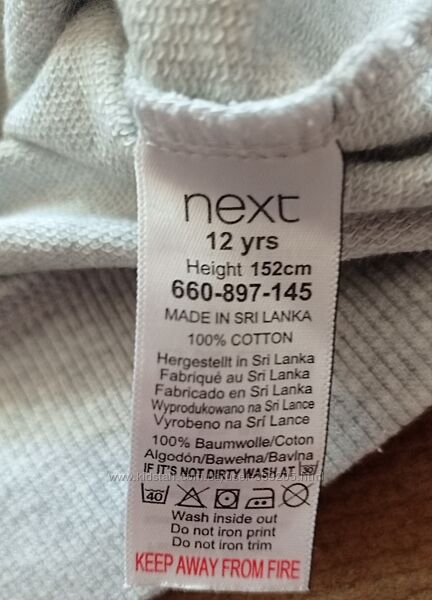 next
12 yrs
Height 152cm
660-897-145
MADE IN SRI LANKA
100% COTTON
Hergestellt in Sri Lanka
Fabriqué au Sri Lanka
Fabricado en Sri Lanka
Wyprodukowano na Sri Lance
Vyrobeno na Srí Lance
100% Baumwolle/Coton
Algodón/Bawełna/Bavlna
IF IT'S NOT DIRTY WASH AT 30
40
Wash inside out
Do not iron print
Do not iron trim
KEEP AWAY FROM FIRE